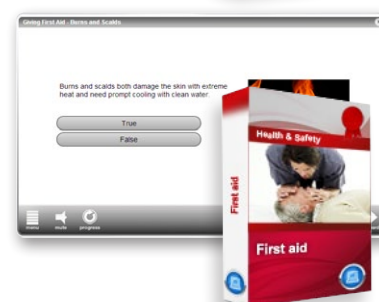 Giving First Aid - Burns and Scalds
Burns and scalds both damage the skin with extreme
heat and need prompt cooling with clean water
True
False
menu
mute
progress
Health & Safety
First aid
First aid